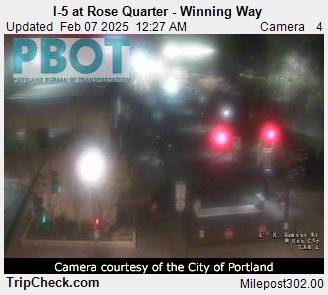 I-5 at Rose Quarter - Winning Way
Updated Feb 07 2025 12:27 AM Camera 4
PBOT
PORTLAND BUREAU OF TRANSPORTATION
Camera courtesy of the City of Portland
TripCheck.com Milepost302.00